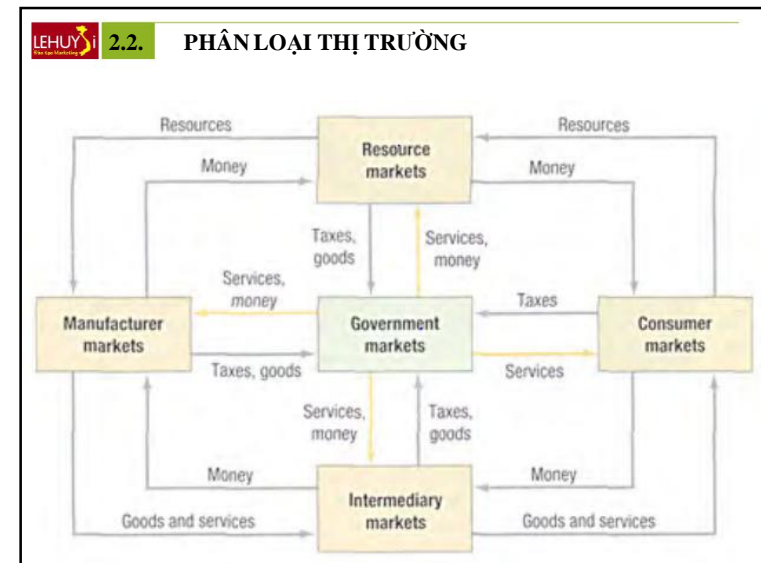 LEHUYSi 2.2. PHÂN LOẠI THỊ TRƯỜNG
Resources
Resources
Resource
markets
Money
Money
Taxes,
goods
Services,
money
Services,
money
Taxes
Manufacturer
markets
Government
markets
Consumer
markets
Taxes, goods
Services
Services,
money
Taxes,
goods
Money
Money
Intermediary
markets
Goods and services
Goods and services